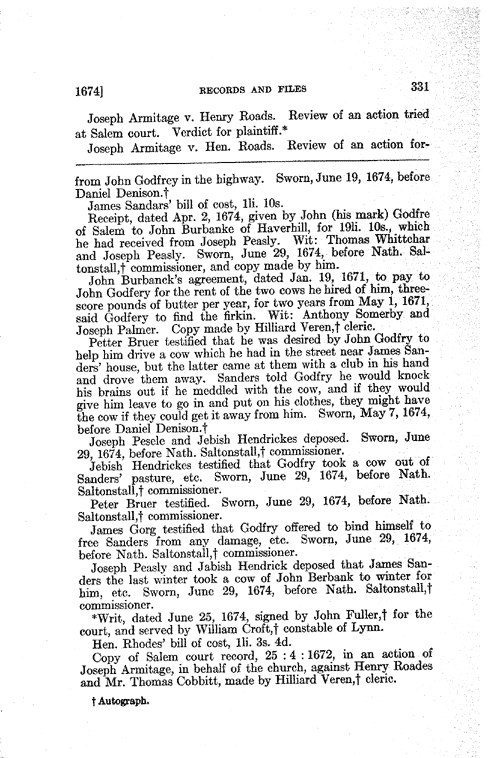 1674]
RECORDS AND FILES
331
Joseph Armitage v. Henry Roads. Review of an action tried
at Salem court. Verdict for plaintiff.*
Joseph Armitage v. Hen. Roads. Review of an action for-
from John Godfrey in the highway. Sworn, June 19, 1674, before
Daniel Denison.†
James Sandars' bill of cost, 1li. 10s.
Receipt, dated Apr. 2, 1674, given by John (his mark) Godfre
of Salem to John Burbanke of Haverhill, for 19li. 10s., which
he had received from Joseph Peasly. Wit: Thomas Whittchar
and Joseph Peasly. Sworn, June 29, 1674, before Nath. Sal-
tonstall,† commissioner, and copy made by him.
John Burbanck's agreement, dated Jan. 19, 1671, to pay to
John Godfery for the rent of the two cows he hired of him, three-
score pounds of butter per year, for two years from May 1, 1671,
said Godfery to find the firkin. Wit: Anthony Somerby and
Joseph Palmer. Copy made by Hilliard Veren,† cleric.
Petter Bruer testified that he was desired by John Godfry to
help him drive a cow which he had in the street near James San-
ders' house, but the latter came at them with a club in his hand
and drove them away. Sanders told Godfry he would knock
his brains out if he meddled with the cow, and if they would
give him leave to go in and put on his clothes, they might have
the cow if they could get it away from him. Sworn, May 7, 1674,
before Daniel Denison.†
Joseph Pesele and Jebish Hendrickes deposed. Sworn, June
29, 1674, before Nath. Saltonstall,† commissioner.
Jebish Hendrickes testified that Godfry took a cow out of
Sanders' pasture, etc. Sworn, June 29, 1674, before Nath.
Saltonstall,† commissioner.
Peter Bruer testified. Sworn, June 29, 1674, before Nath.
Saltonstall,† commissioner.
James Gorg testified that Godfry offered to bind himself to
free Sanders from any damage, etc. Sworn, June 29, 1674,
before Nath. Saltonstall,† commissioner.
Joseph Peasly and Jabish Hendrick deposed that James San-
ders the last winter took a cow of John Berbank to winter for
him, etc. Sworn, June 29, 1674, before Nath. Saltonstall,†
commissioner.
*Writ, dated June 25, 1674, signed by John Fuller,† for the
court, and served by William Croft,† constable of Lynn.
Hen. Rhodes' bill of cost, 1li. 3s. 4d.
Copy of Salem court record, 25 : 4 : 1672, in an action of
Joseph Armitage, in behalf of the church, against Henry Roades
and Mr. Thomas Cobbitt, made by Hilliard Veren,† cleric.
† Autograph.